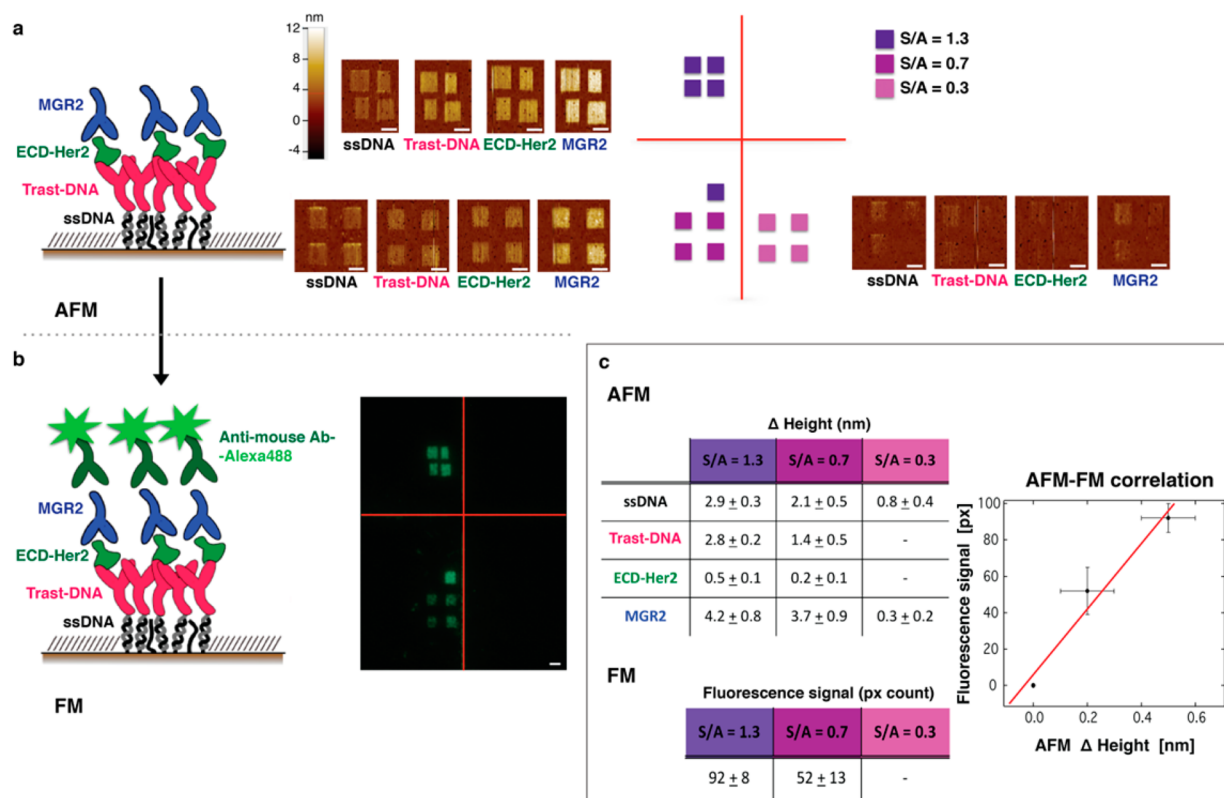 a
nm
12
8
4
0
-4
MGR2
ECD-Her2
Trast-DNA
ssDNA
ssDNA Trast-DNA ECD-Her2 MGR2
ssDNA Trast-DNA ECD-Her2 MGR2
S/A = 1.3
S/A = 0.7
S/A = 0.3
ssDNA Trast-DNA ECD-Her2 MGR2
AFM
b
Anti-mouse Ab-
-Alexa488
MGR2
ECD-Her2
Trast-DNA
ssDNA
FM
c
AFM
Δ Height (nm)
S/A = 1.3 S/A = 0.7 S/A = 0.3
ssDNA 2.9 ± 0.3 2.1 ± 0.5 0.8 ± 0.4
Trast-DNA 2.8 ± 0.2 1.4 ± 0.5 -
ECD-Her2 0.5 ± 0.1 0.2 ± 0.1 -
MGR2 4.2 ± 0.8 3.7 ± 0.9 0.3 ± 0.2
FM
Fluorescence signal (px count)
S/A = 1.3 S/A = 0.7 S/A = 0.3
92 ± 8 52 ± 13 -
AFM-FM correlation
Fluorescence signal [px]
100
80
60
40
20
0
0.0 0.2 0.4 0.6
AFM Δ Height [nm]